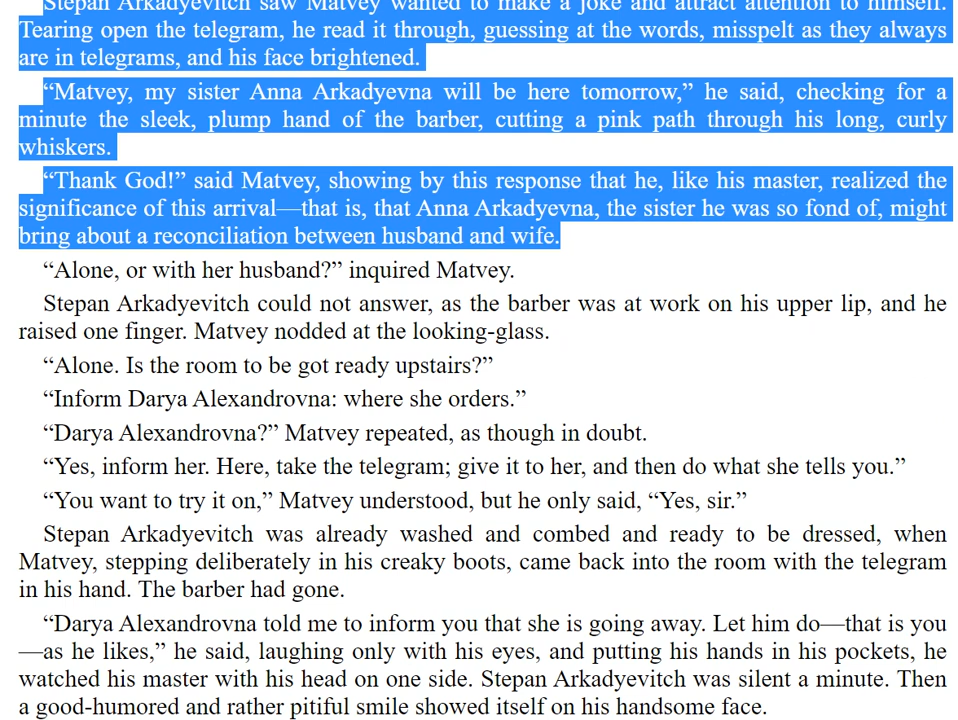 Stepan Arkadyevitch saw Matvey wanted to make a joke and attract attention to himself.
Tearing open the telegram, he read it through, guessing at the words, misspelt as they always
are in telegrams, and his face brightened.
“Matvey, my sister Anna Arkadyevna will be here tomorrow,” he said, checking for a
minute the sleek, plump hand of the barber, cutting a pink path through his long, curly
whiskers.
“Thank God!” said Matvey, showing by this response that he, like his master, realized the
significance of this arrival—that is, that Anna Arkadyevna, the sister he was so fond of, might
bring about a reconciliation between husband and wife.
“Alone, or with her husband?” inquired Matvey.
Stepan Arkadyevitch could not answer, as the barber was at work on his upper lip, and he
raised one finger. Matvey nodded at the looking-glass.
“Alone. Is the room to be got ready upstairs?”
“Inform Darya Alexandrovna: where she orders.”
“Darya Alexandrovna?” Matvey repeated, as though in doubt.
“Yes, inform her. Here, take the telegram; give it to her, and then do what she tells you.”
“You want to try it on,” Matvey understood, but he only said, “Yes, sir.”
Stepan Arkadyevitch was already washed and combed and ready to be dressed, when
Matvey, stepping deliberately in his creaky boots, came back into the room with the telegram
in his hand. The barber had gone.
“Darya Alexandrovna told me to inform you that she is going away. Let him do—that is you
—as he likes,” he said, laughing only with his eyes, and putting his hands in his pockets, he
watched his master with his head on one side. Stepan Arkadyevitch was silent a minute. Then
a good-humored and rather pitiful smile showed itself on his handsome face.